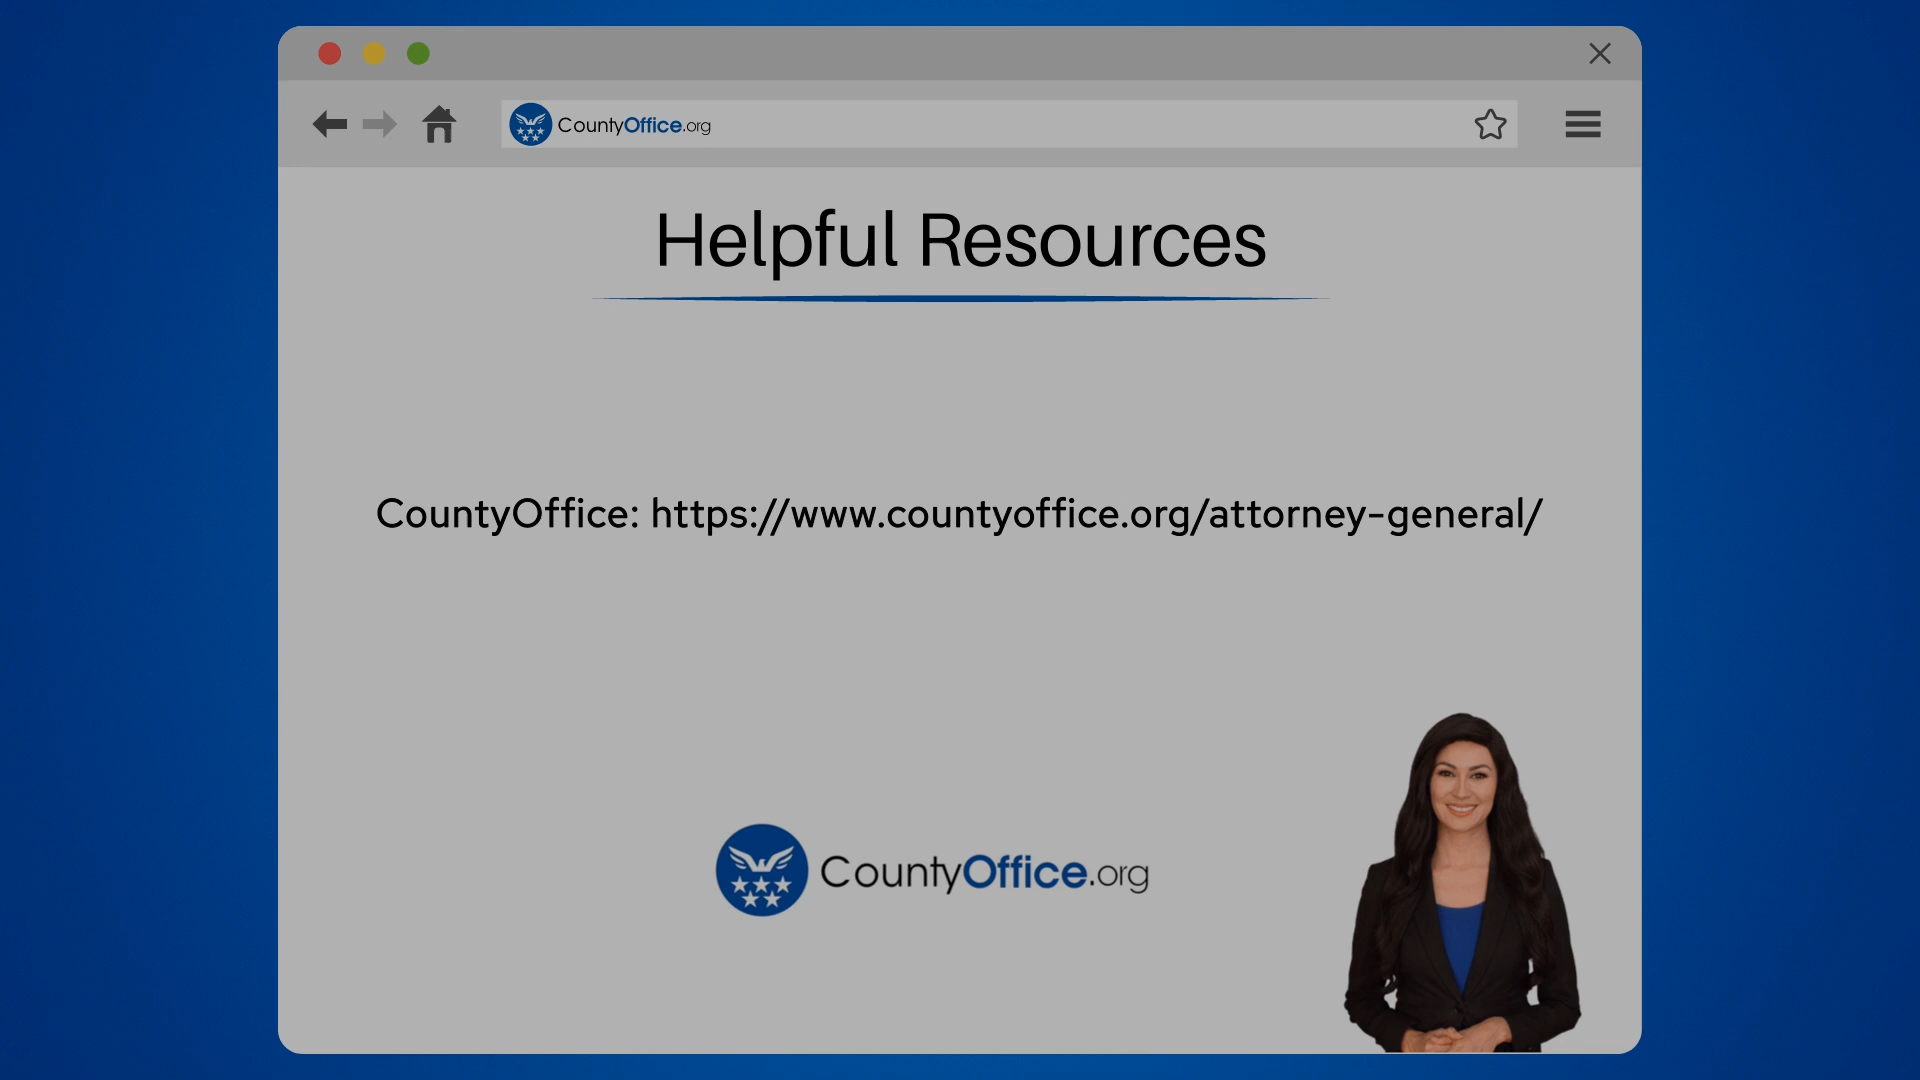 CountyOffice.org
Helpful Resources
CountyOffice: https://www.countyoffice.org/attorney-general/
CountyOffice.org